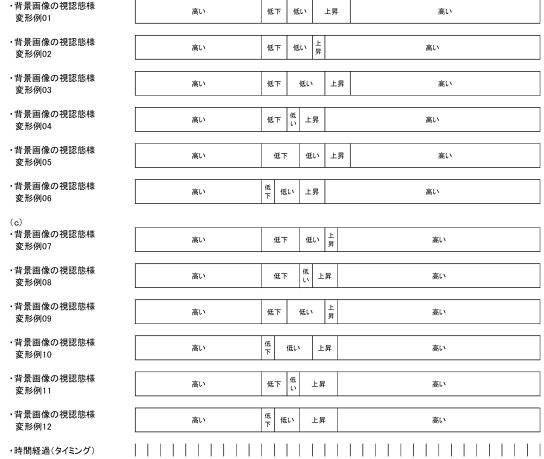 ・背景画像の視認態様
変形例01
高い 低下 低い 上昇 高い
・背景画像の視認態様
変形例02
高い 低下 低い 上昇 高い
・背景画像の視認態様
変形例03
高い 低下 低い 上昇 高い
・背景画像の視認態様
変形例04
高い 低下 低い 上昇 高い
・背景画像の視認態様
変形例05
高い 低下 低い 上昇 高い
・背景画像の視認態様
変形例06
高い 低下 低い 上昇 高い
(c)
・背景画像の視認態様
変形例07
高い 低下 低い 上昇 高い
・背景画像の視認態様
変形例08
高い 低下 低い 上昇 高い
・背景画像の視認態様
変形例09
高い 低下 低い 上昇 高い
・背景画像の視認態様
変形例10
高い 低下 低い 上昇 高い
・背景画像の視認態様
変形例11
高い 低下 低い 上昇 高い
・背景画像の視認態様
変形例12
高い 低下 低い 上昇 高い
・時間経過(タイミング)